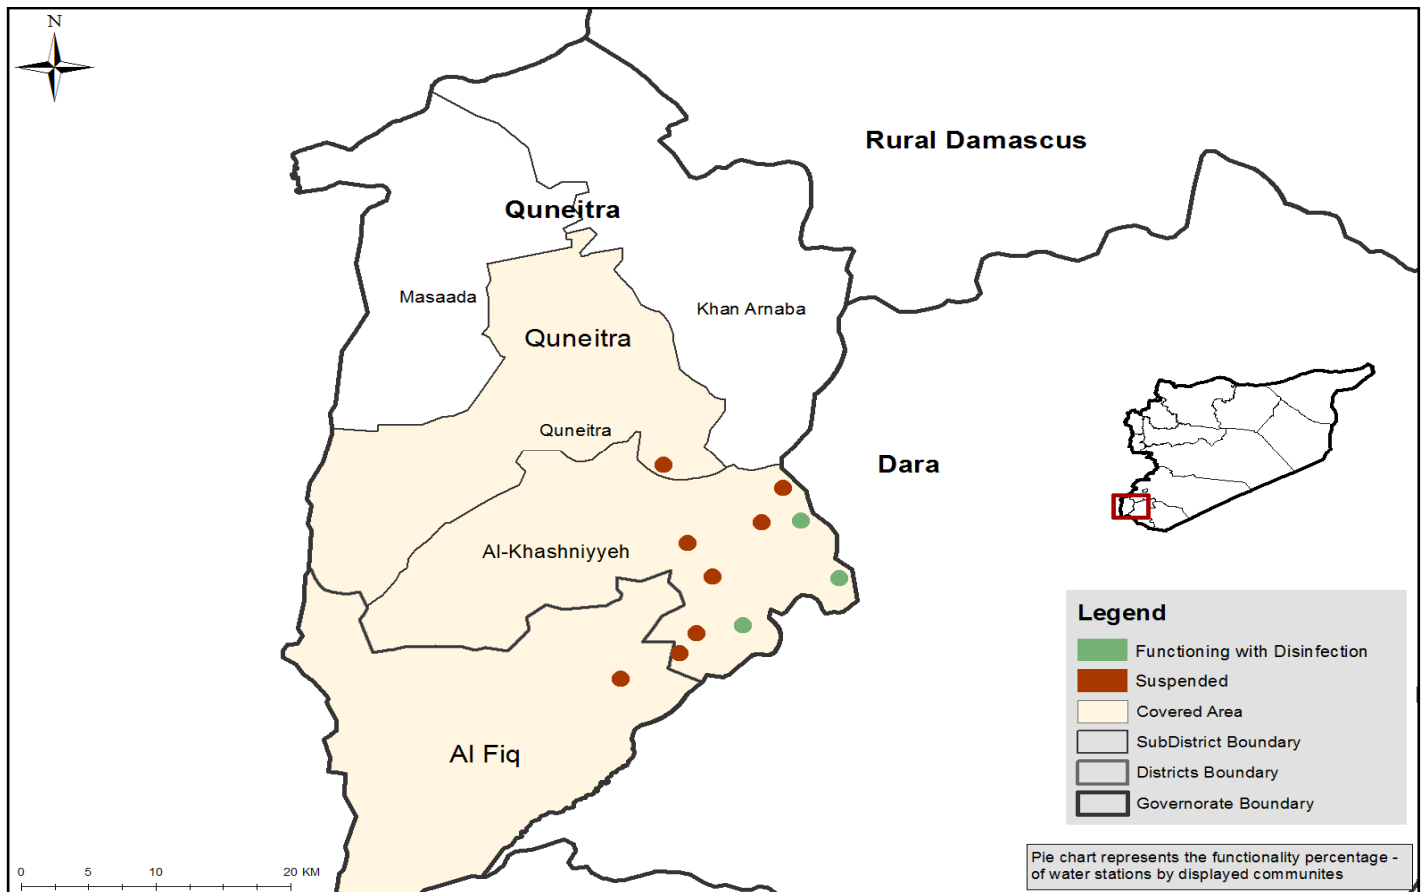 N
Rural Damascus
Quneitra
Masaada
Khan Arnaba
Quneitra
Quneitra
Dara
Al-Khashniyyeh
Al Fiq
Legend
Functioning with Disinfection
Suspended
Covered Area
SubDistrict Boundary
Districts Boundary
Governorate Boundary
Pie chart represents the functionality percentage -
of water stations by displayed communites
0 5 10 20 KM